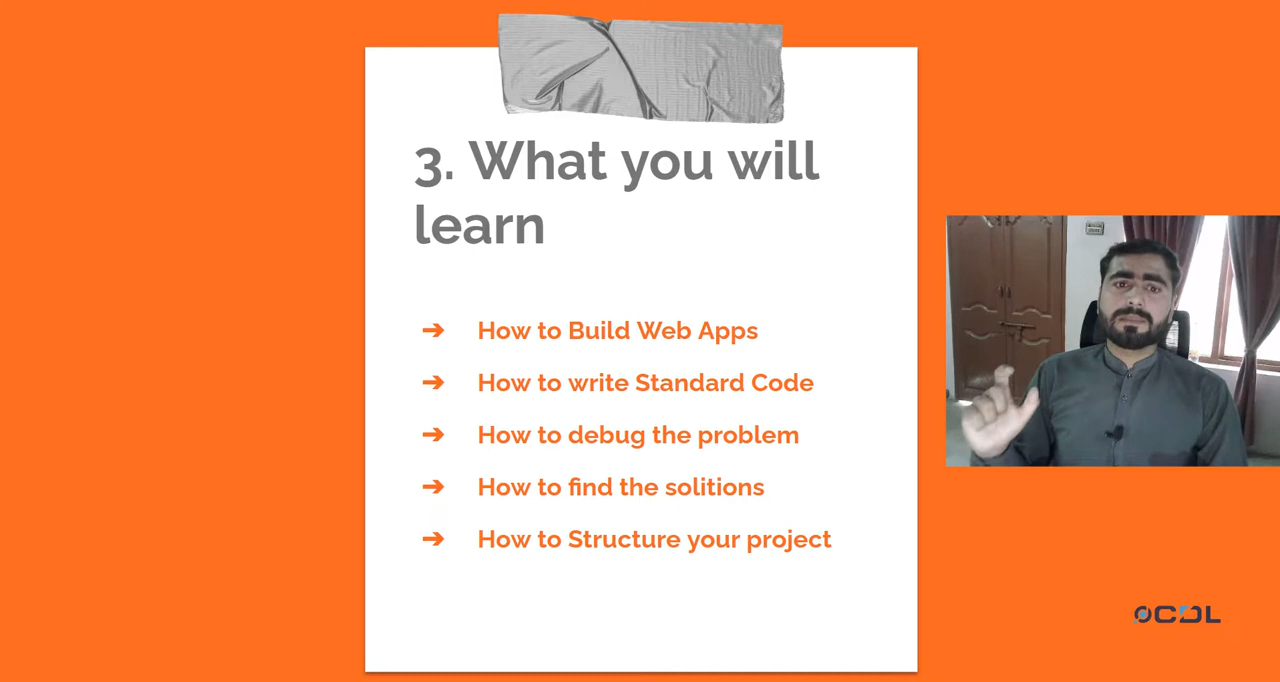 3. What you will
learn
➔ How to Build Web Apps
➔ How to write Standard Code
➔ How to debug the problem
➔ How to find the solitions
➔ How to Structure your project
OCDL